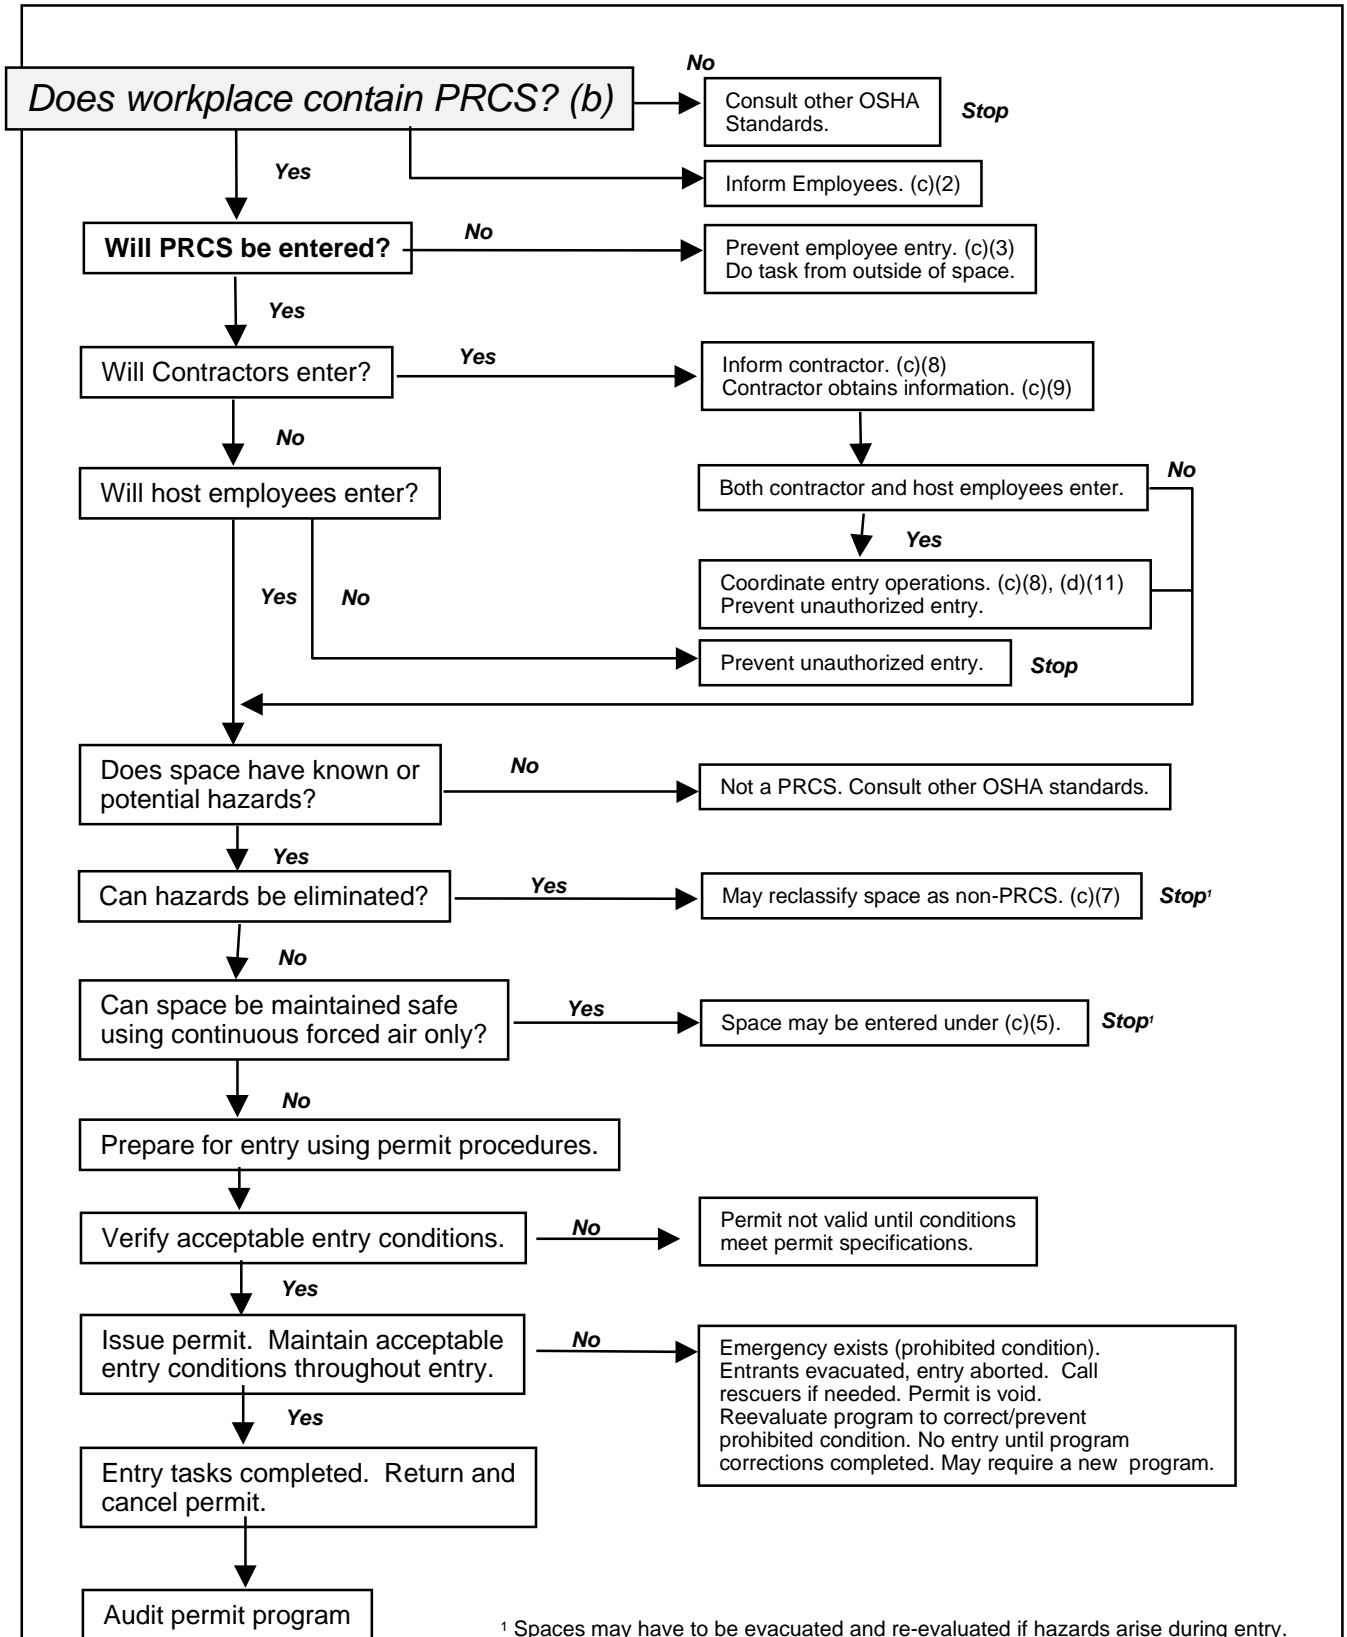 No
Does workplace contain PRCS? (b)
Consult other OSHA
Standards.
Stop
Yes
Inform Employees. (c)(2)
Will PRCS be entered?
No
Prevent employee entry. (c)(3)
Do task from outside of space.
Yes
Will Contractors enter?
Yes
Inform contractor. (c)(8)
Contractor obtains information. (c)(9)
No
Will host employees enter?
Both contractor and host employees enter.
No
Yes
Coordinate entry operations. (c)(8), (d)(11)
Prevent unauthorized entry.
Yes
No
Prevent unauthorized entry.
Stop
Does space have known or
potential hazards?
No
Not a PRCS. Consult other OSHA standards.
Yes
Can hazards be eliminated?
Yes
May reclassify space as non-PRCS. (c)(7)
Stop¹
No
Can space be maintained safe
using continuous forced air only?
Yes
Space may be entered under (c)(5).
Stop¹
No
Prepare for entry using permit procedures.
Verify acceptable entry conditions.
No
Permit not valid until conditions
meet permit specifications.
Yes
Issue permit. Maintain acceptable
entry conditions throughout entry.
No
Emergency exists (prohibited condition).
Entrants evacuated, entry aborted. Call
rescuers if needed. Permit is void.
Reevaluate program to correct/prevent
prohibited condition. No entry until program
corrections completed. May require a new program.
Yes
Entry tasks completed. Return and
cancel permit.
Audit permit program
¹ Spaces may have to be evacuated and re-evaluated if hazards arise during entry.